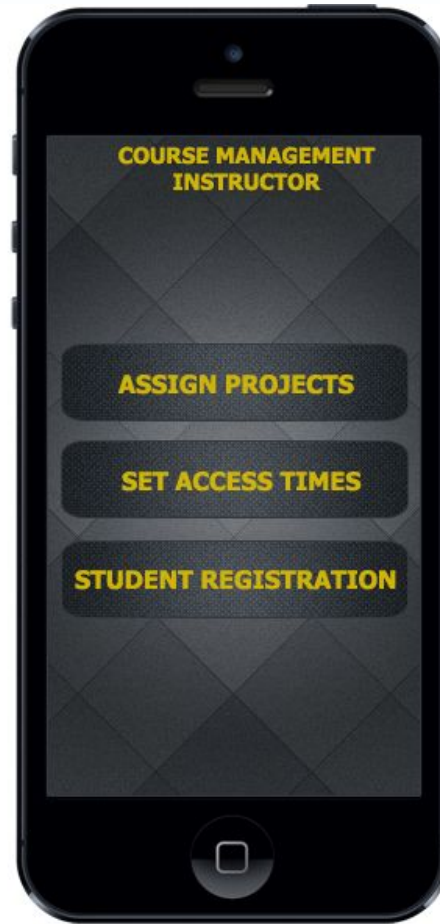 COURSE MANAGEMENT
INSTRUCTOR
ASSIGN PROJECTS
SET ACCESS TIMES
STUDENT REGISTRATION